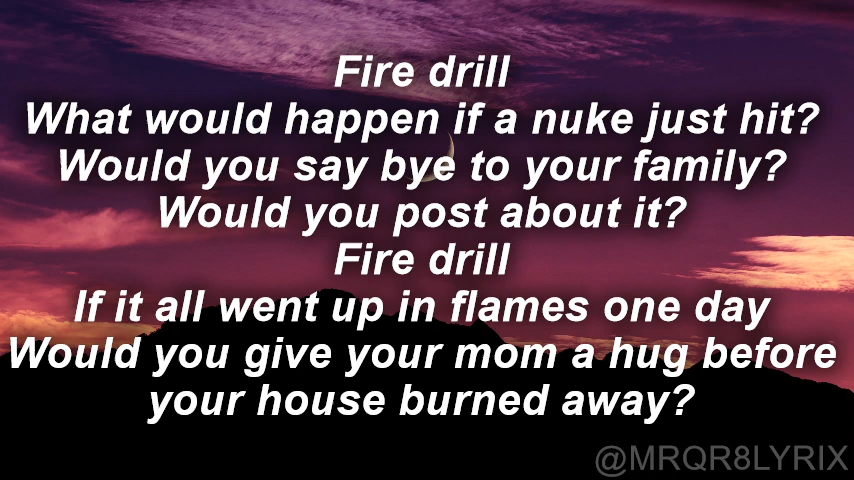 Fire drill
What would happen if a nuke just hit?
Would you say bye to your family?
Would you post about it?
Fire drill
If it all went up in flames one day
Would you give your mom a hug before
your house burned away?
@MRQR8LYRIX